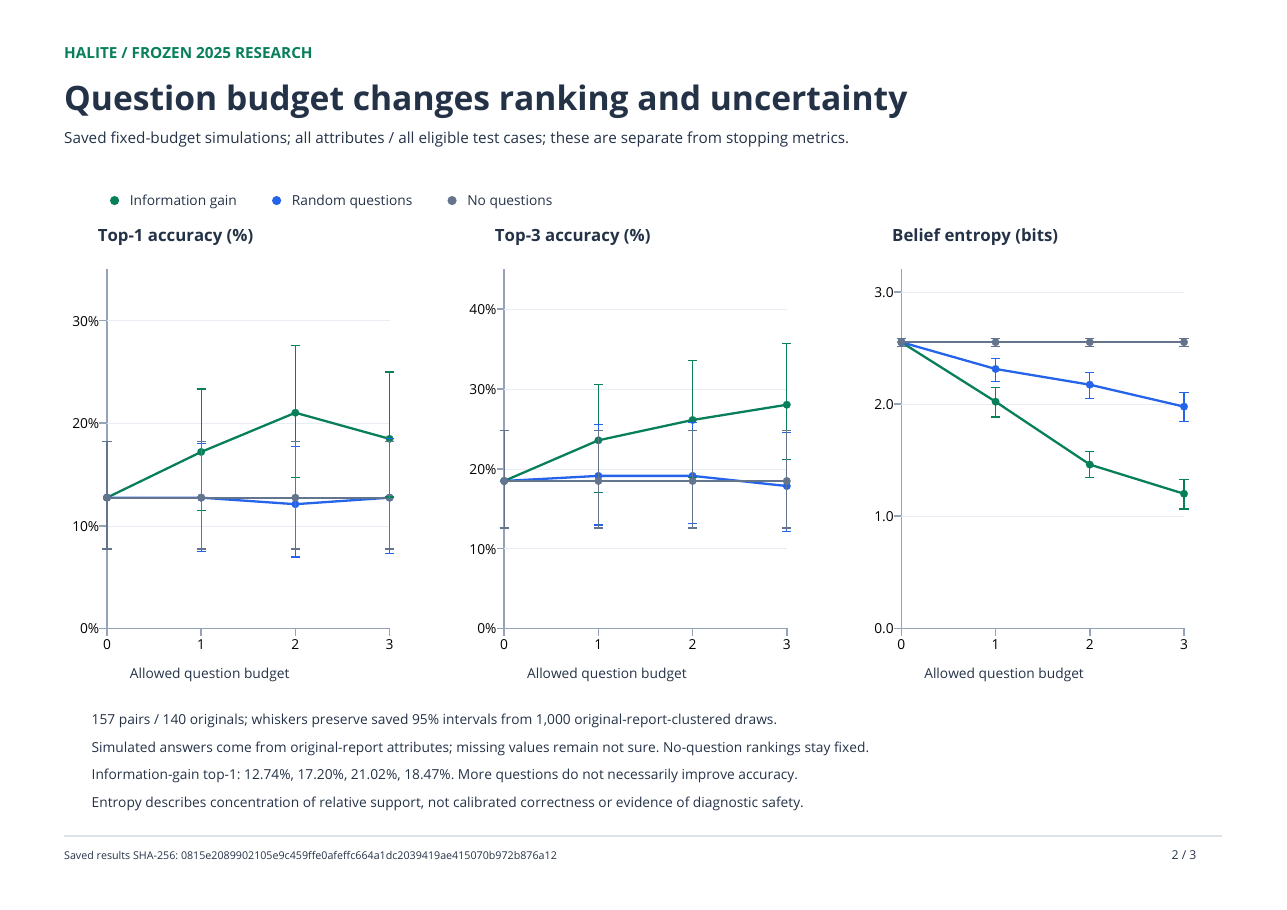 HALITE / FROZEN 2025 RESEARCH
Question budget changes ranking and uncertainty
Saved fixed-budget simulations; all attributes / all eligible test cases; these are separate from stopping metrics.
Information gain
Random questions
No questions
Top-1 accuracy (%)
30%
20%
10%
0%
0
1
2
3
Allowed question budget
Top-3 accuracy (%)
40%
30%
20%
10%
0%
0
1
2
3
Allowed question budget
Belief entropy (bits)
3.0
2.0
1.0
0.0
0
1
2
3
Allowed question budget
157 pairs / 140 originals; whiskers preserve saved 95% intervals from 1,000 original-report-clustered draws.
Simulated answers come from original-report attributes; missing values remain not sure. No-question rankings stay fixed.
Information-gain top-1: 12.74%, 17.20%, 21.02%, 18.47%. More questions do not necessarily improve accuracy.
Entropy describes concentration of relative support, not calibrated correctness or evidence of diagnostic safety.
Saved results SHA-256: 0815e2089902105e9c459ffe0afeffc664a1dc2039419ae415070b972b876a12
2 / 3